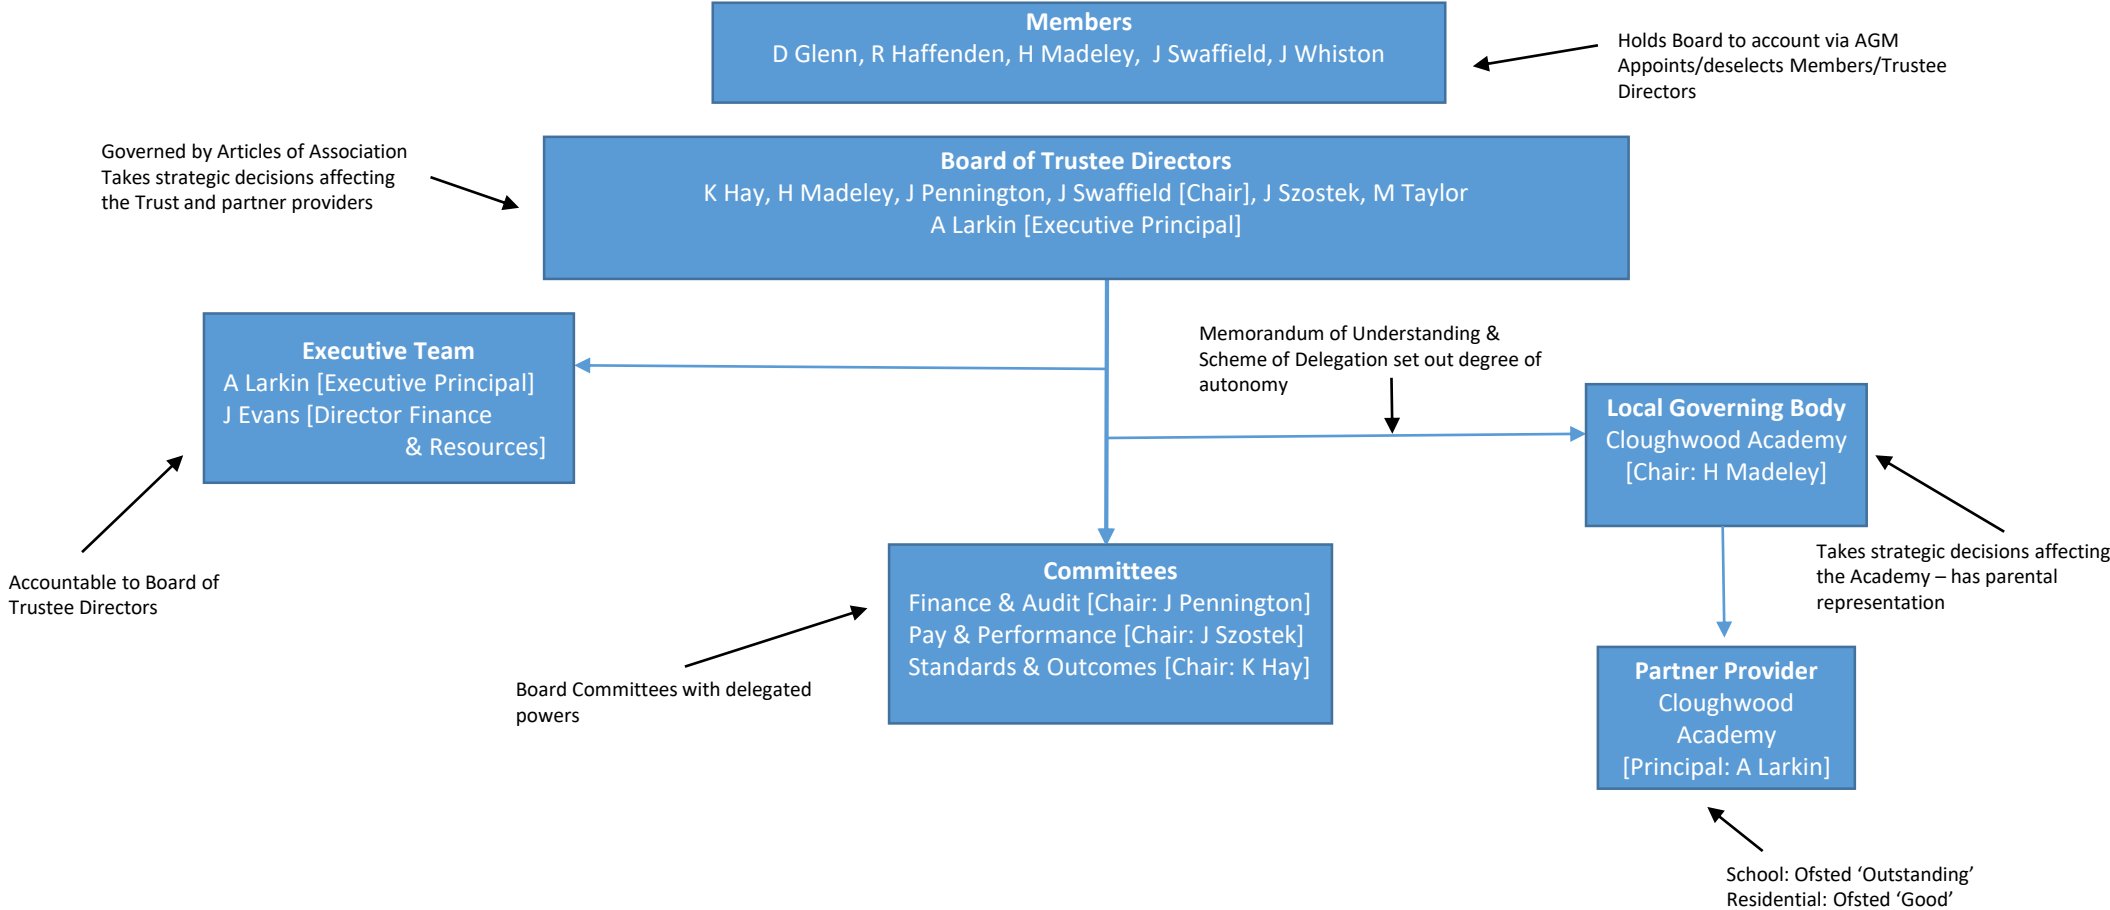 Members
D Glenn, R Haffenden, H Madeley, J Swaffield, J Whiston
Holds Board to account via AGM
Appoints/deselects Members/Trustee
Directors
Governed by Articles of Association
Takes strategic decisions affecting
the Trust and partner providers
Board of Trustee Directors
K Hay, H Madeley, J Pennington, J Swaffield [Chair], J Szostek, M Taylor
A Larkin [Executive Principal]
Executive Team
A Larkin [Executive Principal]
J Evans [Director Finance
& Resources]
Memorandum of Understanding &
Scheme of Delegation set out degree of
autonomy
Local Governing Body
Cloughwood Academy
[Chair: H Madeley]
Accountable to Board of
Trustee Directors
Committees
Finance & Audit [Chair: J Pennington]
Pay & Performance [Chair: J Szostek]
Standards & Outcomes [Chair: K Hay]
Takes strategic decisions affecting
the Academy – has parental
representation
Board Committees with delegated
powers
Partner Provider
Cloughwood
Academy
[Principal: A Larkin]
School: Ofsted ‘Outstanding’
Residential: Ofsted ‘Good’